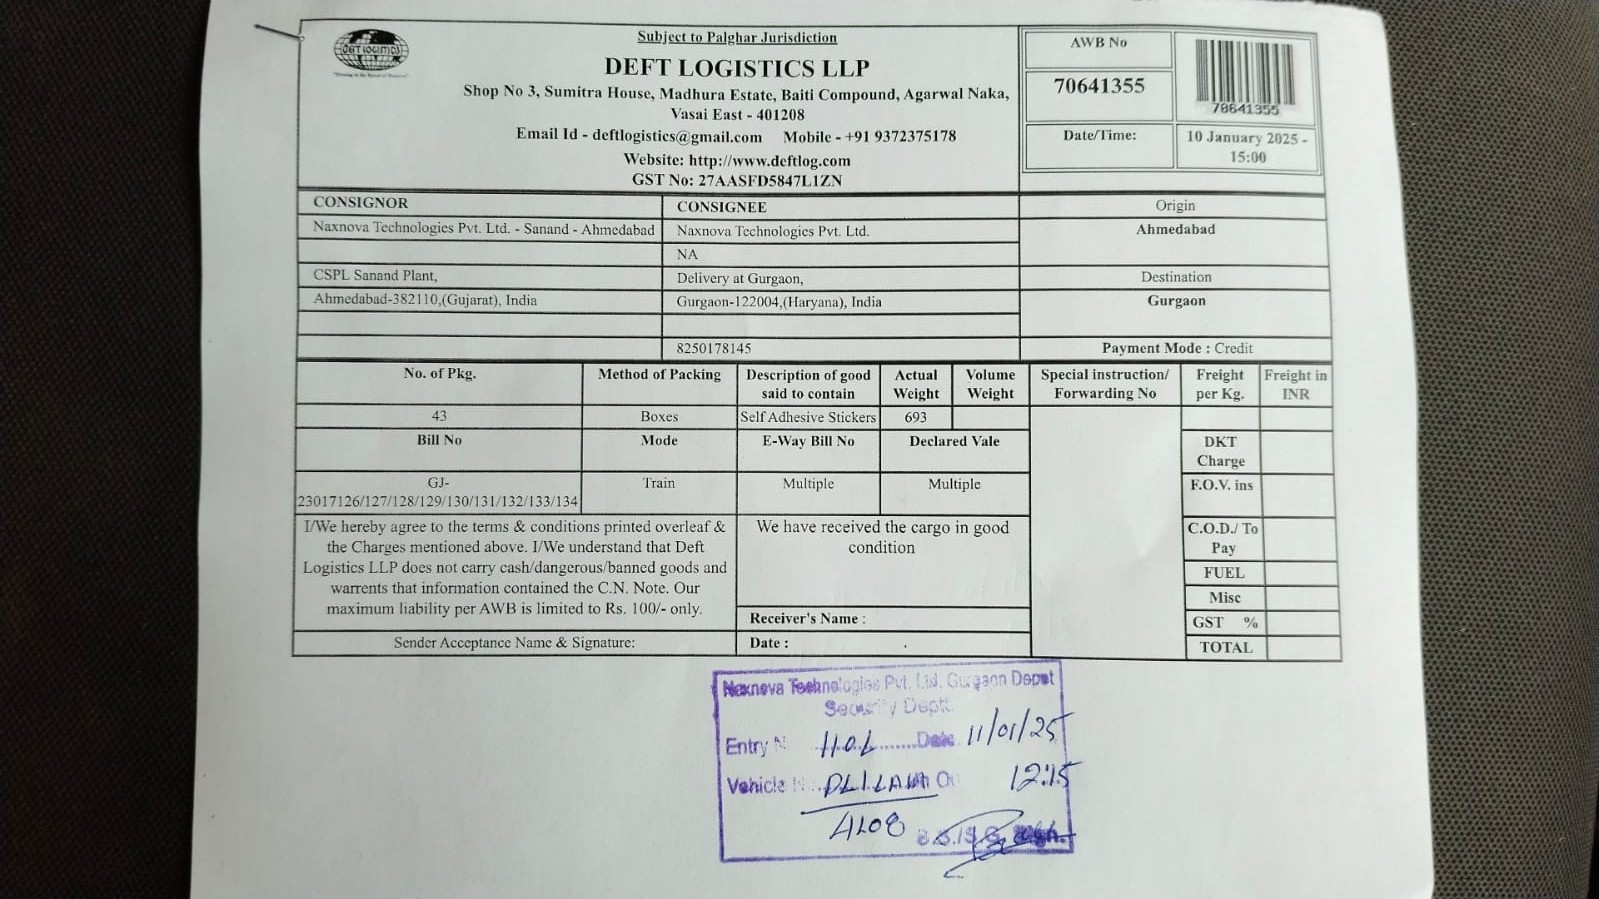 DEFT LOGISTICS
Subject to Palghar Jurisdiction
DEFT LOGISTICS LLP
Shop No 3, Sumitra House, Madhura Estate, Baiti Compound, Agarwal Naka,
Vasai East - 401208
Email Id - deftlogistics@gmail.com Mobile - +91 9372375178
Website: http://www.deftlog.com
GST No: 27AASFD5847L1ZN
AWB No
70641355
70641355
Date/Time:
10 January 2025 -
15:00
CONSIGNOR
CONSIGNEE
Origin
Naxnova Technologies Pvt. Ltd. - Sanand - Ahmedabad
Naxnova Technologies Pvt. Ltd.
Ahmedabad
NA
CSPL Sanand Plant,
Delivery at Gurgaon,
Destination
Ahmedabad-382110,(Gujarat), India
Gurgaon-122004,(Haryana), India
Gurgaon
8250178145
Payment Mode : Credit
No. of Pkg.
Method of Packing
Description of good
said to contain
Actual
Weight
Volume
Weight
Special instruction/
Forwarding No
Freight
per Kg.
Freight in
INR
43
Boxes
Self Adhesive Stickers
693
Bill No
Mode
E-Way Bill No
Declared Vale
DKT
Charge
GJ-
23017126/127/128/129/130/131/132/133/134
Train
Multiple
Multiple
F.O.V. ins
I/We hereby agree to the terms & conditions printed overleaf &
the Charges mentioned above. I/We understand that Deft
Logistics LLP does not carry cash/dangerous/banned goods and
warrents that information contained the C.N. Note. Our
maximum liability per AWB is limited to Rs. 100/- only.
We have received the cargo in good
condition
C.O.D./ To
Pay
FUEL
Misc
Receiver's Name :
GST %
Sender Acceptance Name & Signature:
Date :
TOTAL
Naxnova Technologies Pvt. Ltd. Gurgaon Depot
Security Deptt.
Entry N Date 11/01/25
Vehicle 12:15